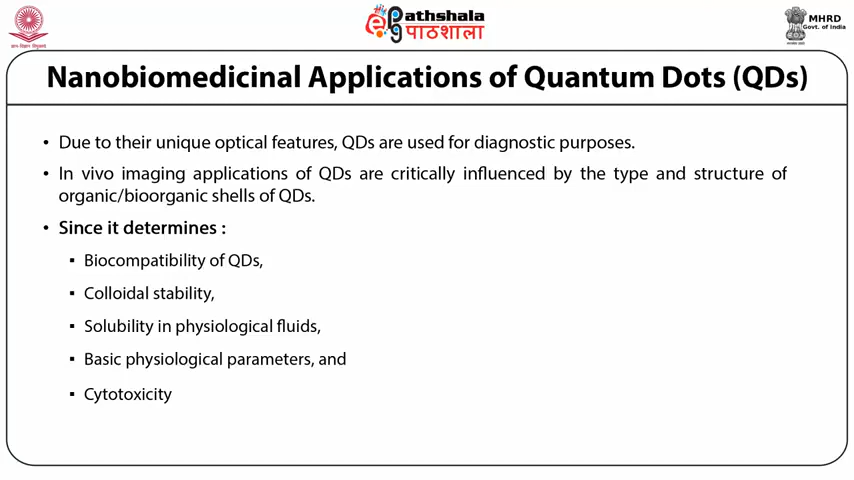 ePathshala
पाठशाला
MHRD
Govt. of India
Nanobiomedicinal Applications of Quantum Dots (QDs)
• Due to their unique optical features, QDs are used for diagnostic purposes.
• In vivo imaging applications of QDs are critically influenced by the type and structure of
organic/bioorganic shells of QDs.
• Since it determines :
▪ Biocompatibility of QDs,
▪ Colloidal stability,
▪ Solubility in physiological fluids,
▪ Basic physiological parameters, and
▪ Cytotoxicity